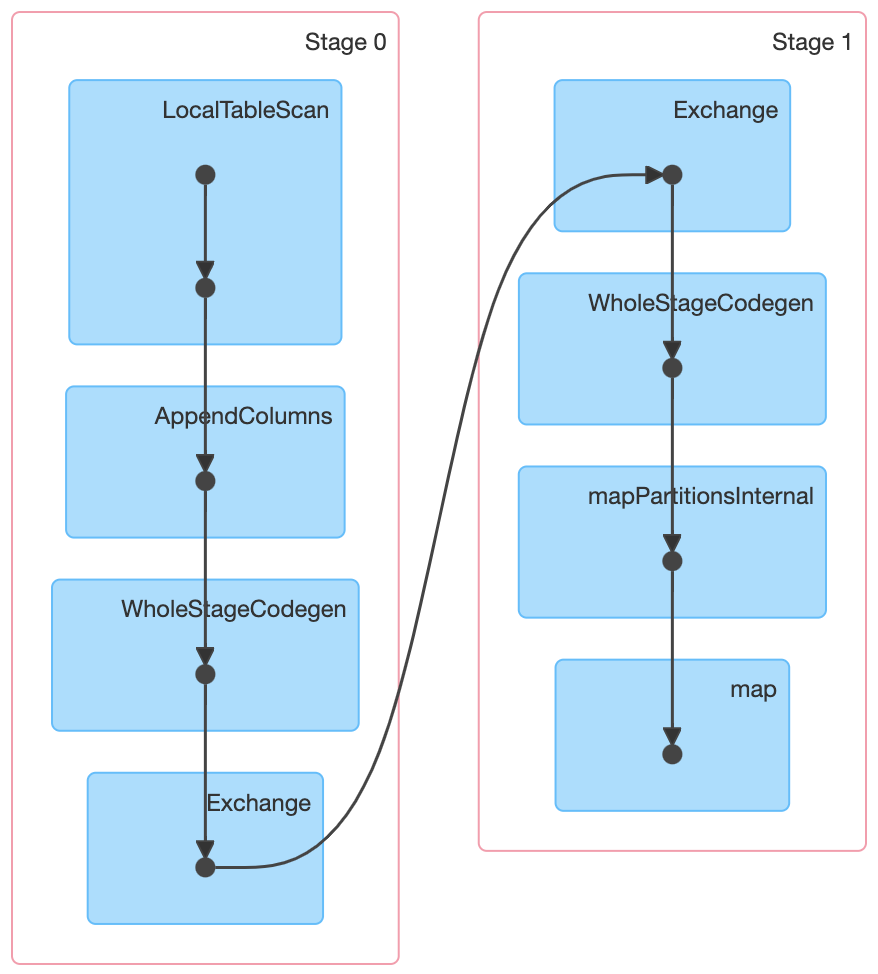 Stage 0
LocalTableScan
AppendColumns
WholeStageCodegen
Exchange
Stage 1
Exchange
WholeStageCodegen
mapPartitionsInternal
map